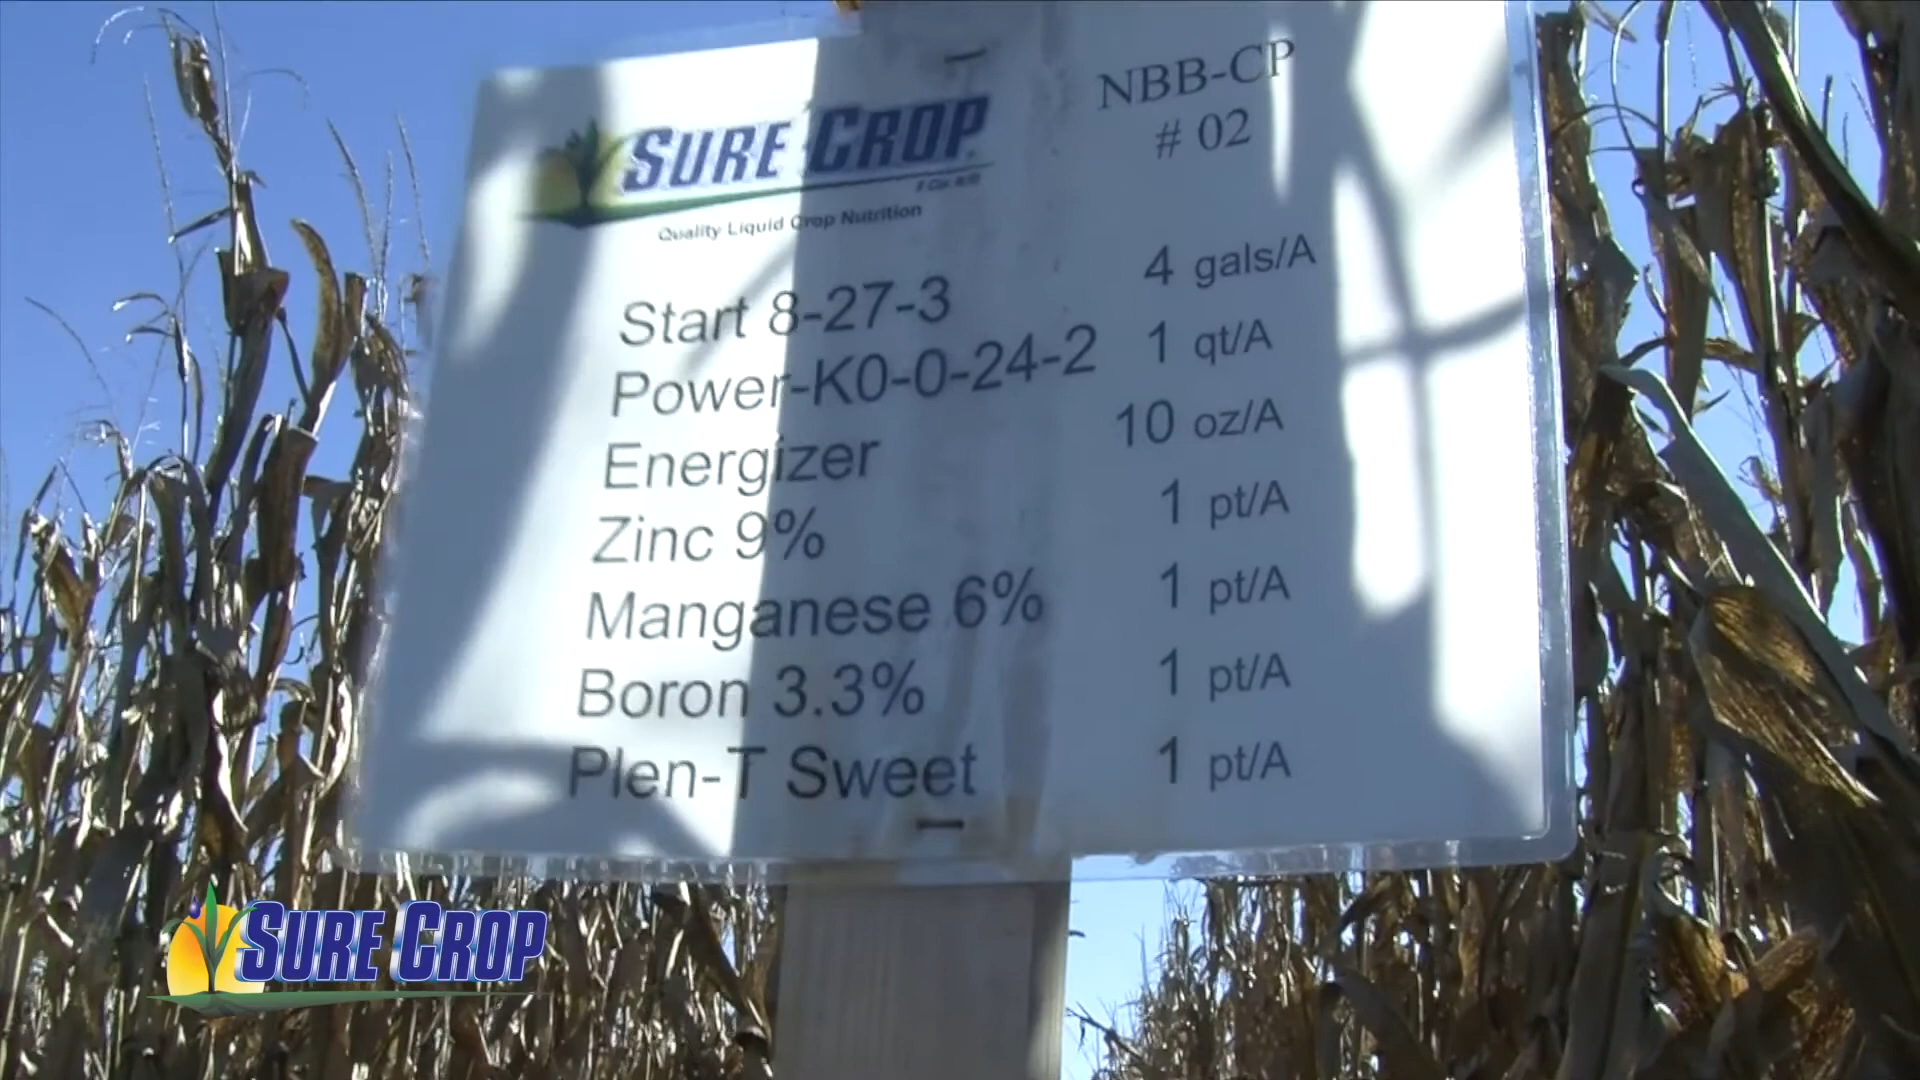 SURE CROP
Quality Liquid Crop Nutrition
NBB-CP
# 02
Start 8-27-3 4 gals/A
Power-K0-0-24-2 1 qt/A
Energizer 10 oz/A
Zinc 9% 1 pt/A
Manganese 6% 1 pt/A
Boron 3.3% 1 pt/A
Plen-T Sweet 1 pt/A
SURE CROP